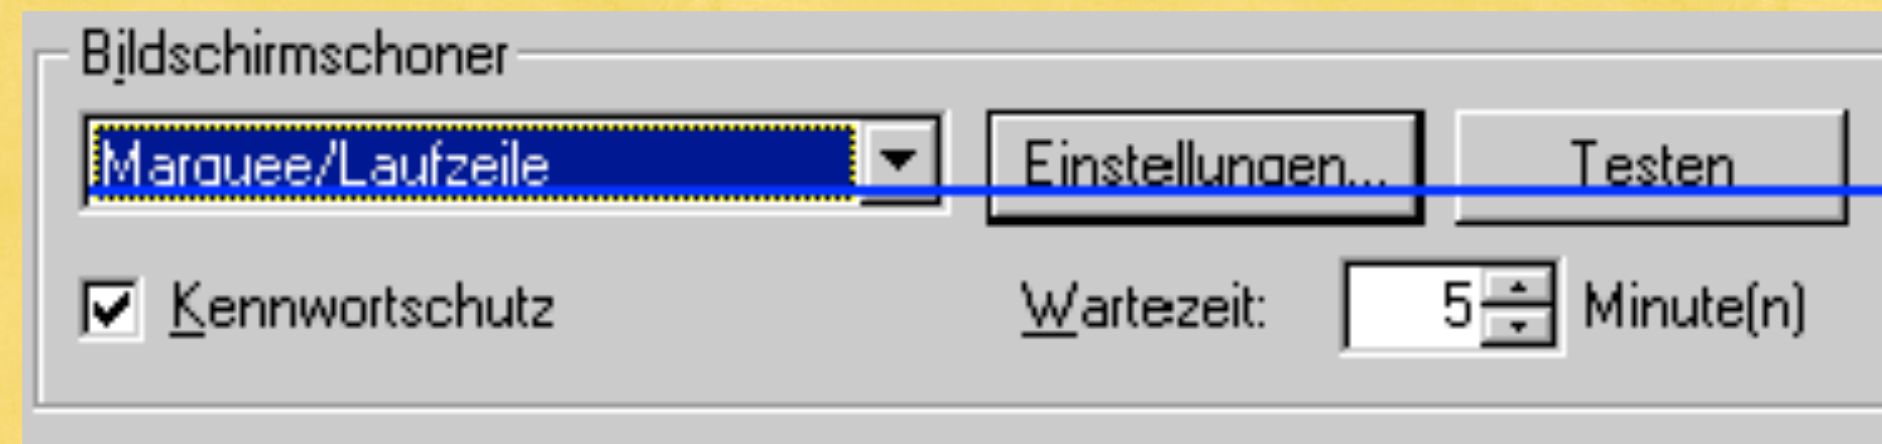 Bildschirmschoner
Marquee/Laufzeile Einstellungen... Testen
Kennwortschutz Wartezeit: 5 Minute(n)